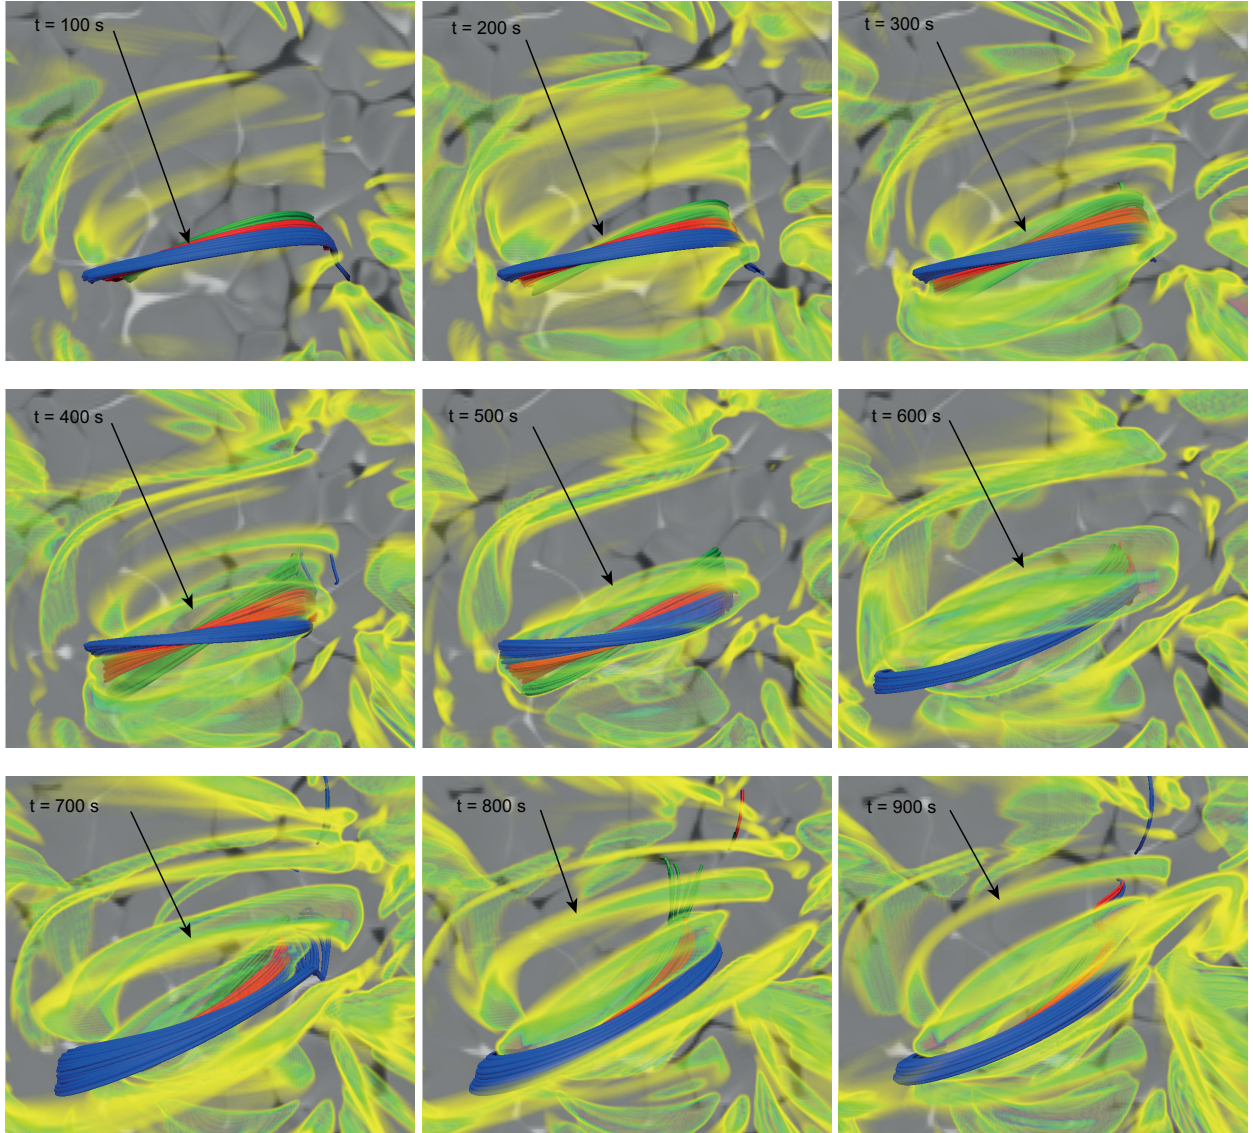 t = 100 s
t = 200 s
t = 300 s
t = 400 s
t = 500 s
t = 600 s
t = 700 s
t = 800 s
t = 900 s